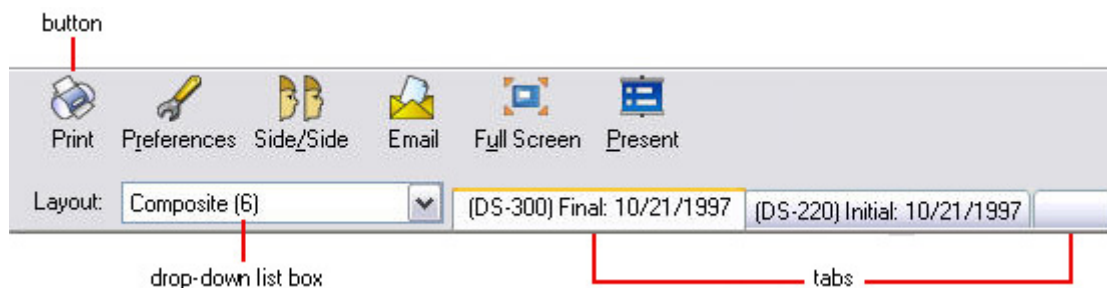 button
Print Preferences Side/Side Email Full Screen Present
Layout: Composite (6) (DS-300) Final: 10/21/1997 (DS-220) Initial: 10/21/1997
drop-down list box tabs